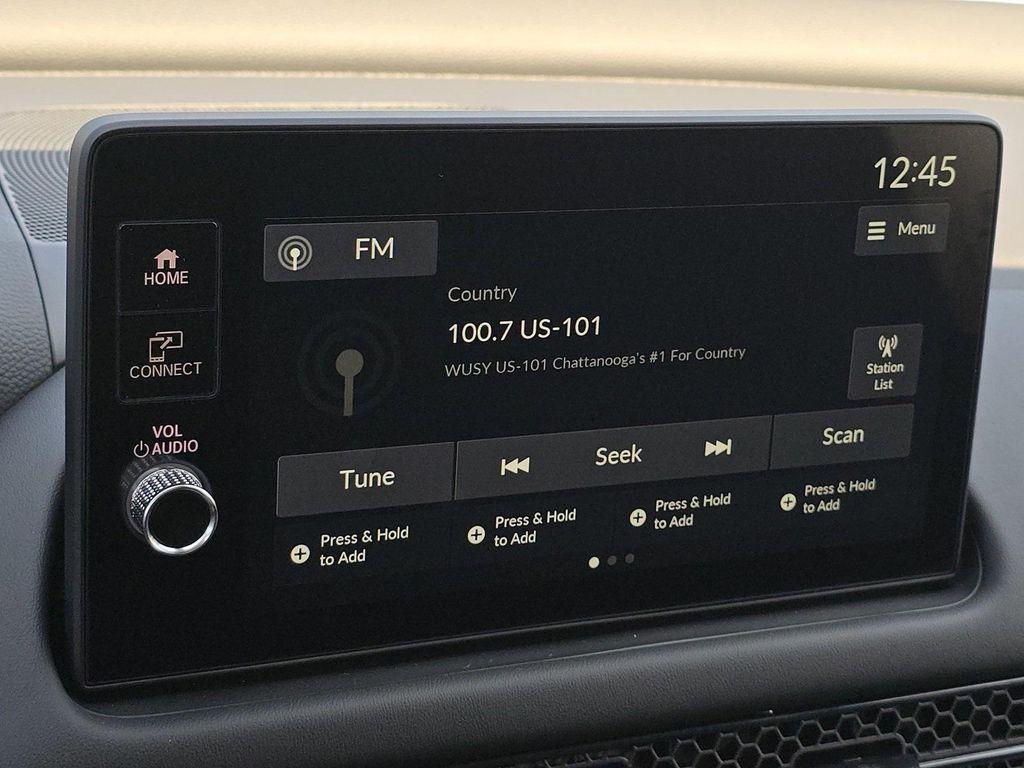 12:45
Menu
HOME
FM
Country
100.7 US-101
WUSY US-101 Chattanooga's #1 For Country
CONNECT
Station
List
VOL
AUDIO
Tune
Seek
Scan
Press & Hold
to Add
Press & Hold
to Add
Press & Hold
to Add
Press & Hold
to Add